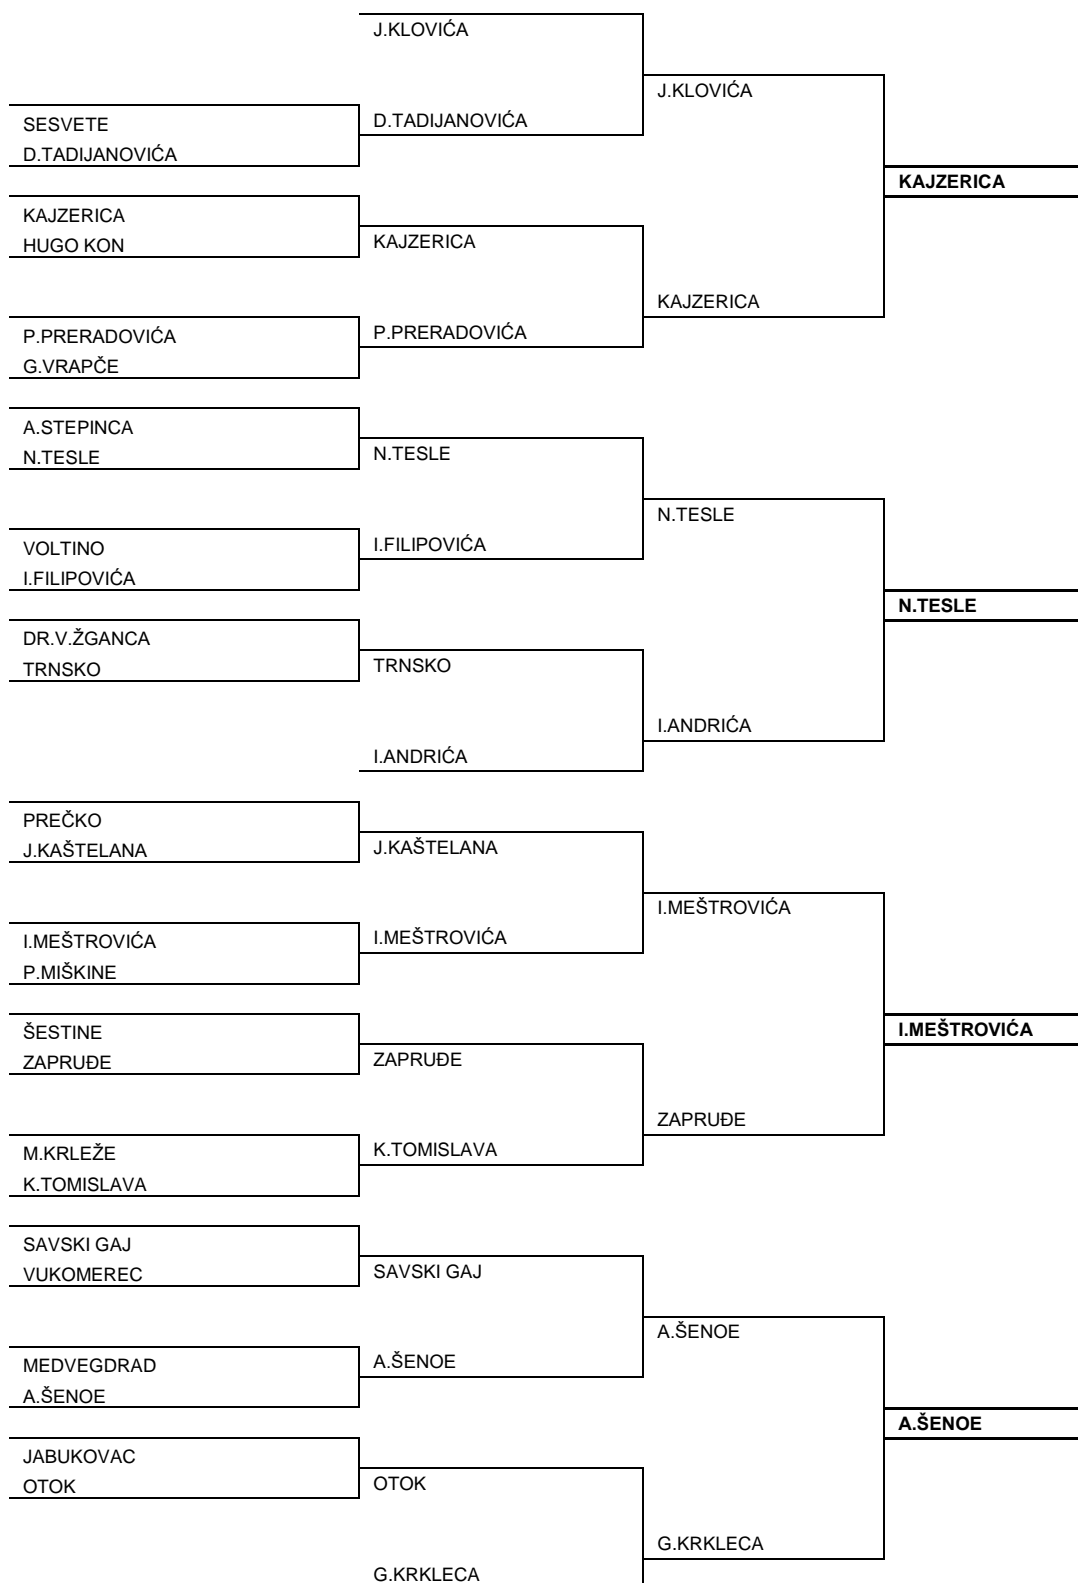 J.KLOVIĆA
J.KLOVIĆA
SESVETE
D.TADIJANOVIĆA
D.TADIJANOVIĆA
KAJZERICA
KAJZERICA
HUGO KON
KAJZERICA
KAJZERICA
P.PRERADOVIĆA
P.PRERADOVIĆA
G.VRAPČE
A.STEPINCA
N.TESLE
N.TESLE
N.TESLE
VOLTINO
I.FILIPOVIĆA
I.FILIPOVIĆA
N.TESLE
DR.V.ŽGANCA
TRNSKO
TRNSKO
I.ANDRIĆA
I.ANDRIĆA
PREČKO
J.KAŠTELANA
J.KAŠTELANA
I.MEŠTROVIĆA
I.MEŠTROVIĆA
I.MEŠTROVIĆA
P.MIŠKINE
ŠESTINE
I.MEŠTROVIĆA
ZAPRUĐE
ZAPRUĐE
ZAPRUĐE
M.KRLEŽE
K.TOMISLAVA
K.TOMISLAVA
SAVSKI GAJ
VUKOMEREC
SAVSKI GAJ
A.ŠENOE
MEDVEGDRAD
A.ŠENOE
A.ŠENOE
A.ŠENOE
JABUKOVAC
OTOK
OTOK
G.KRKLECA
G.KRKLECA